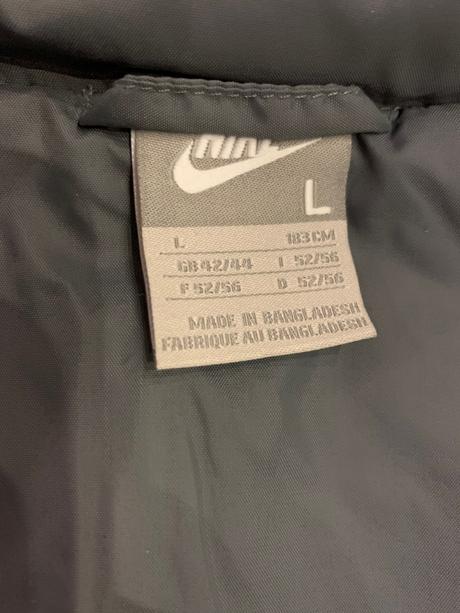 NIKE
L
L 183CM
GB 42/44 I 52/56
F 52/56 D 52/56
MADE IN BANGLADESH
FABRIQUE AU BANGLADESH